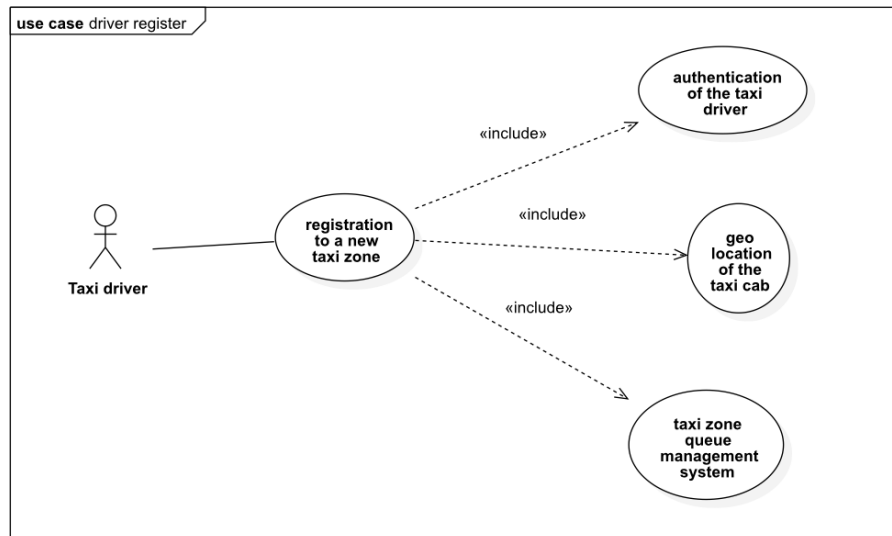 use case driver register
authentication
of the taxi
driver
«include»
«include»
registration
to a new
taxi zone
geo
location
of the
taxi cab
Taxi driver
«include»
taxi zone
queue
management
system